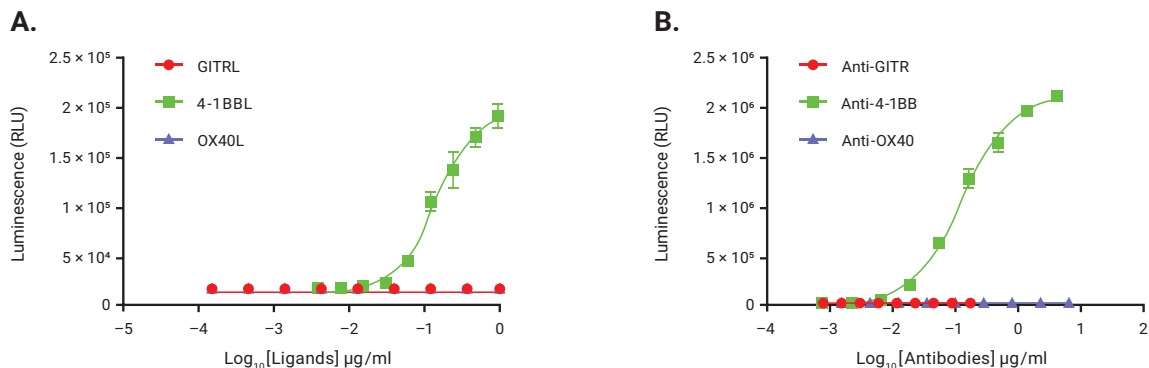 A.
2.5 × 10⁵
2 × 10⁵
1.5 × 10⁵
1 × 10⁵
5 × 10⁴
0
Luminescence (RLU)
GITRL
4-1BBL
OX40L
−5 −4 −3 −2 −1 0
Log₁₀[Ligands] µg/ml
B.
2.5 × 10⁶
2 × 10⁶
1.5 × 10⁶
1 × 10⁶
5 × 10⁵
0
Luminescence (RLU)
Anti-GITR
Anti-4-1BB
Anti-OX40
−4 −3 −2 −1 0 1 2
Log₁₀[Antibodies] µg/ml